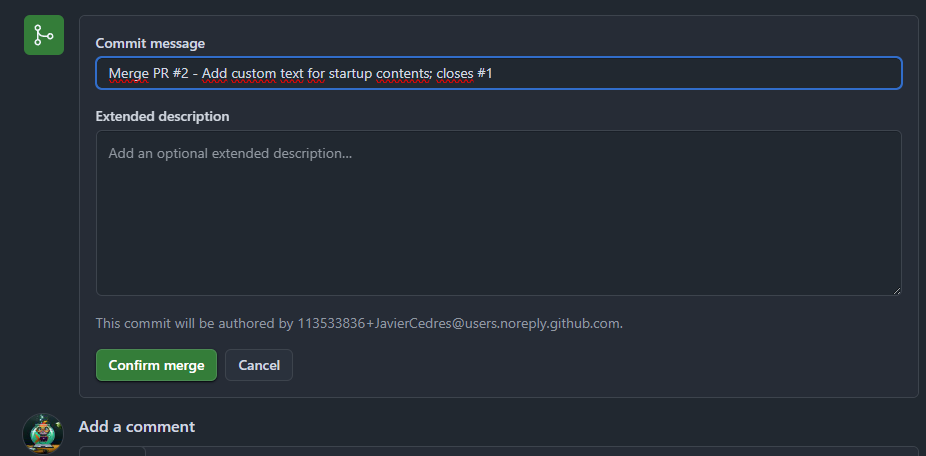 Commit message
Merge PR #2 - Add custom text for startup contents; closes #1
Extended description
Add an optional extended description...
This commit will be authored by 113533836+JavierCedres@users.noreply.github.com.
Confirm merge
Cancel
Add a comment